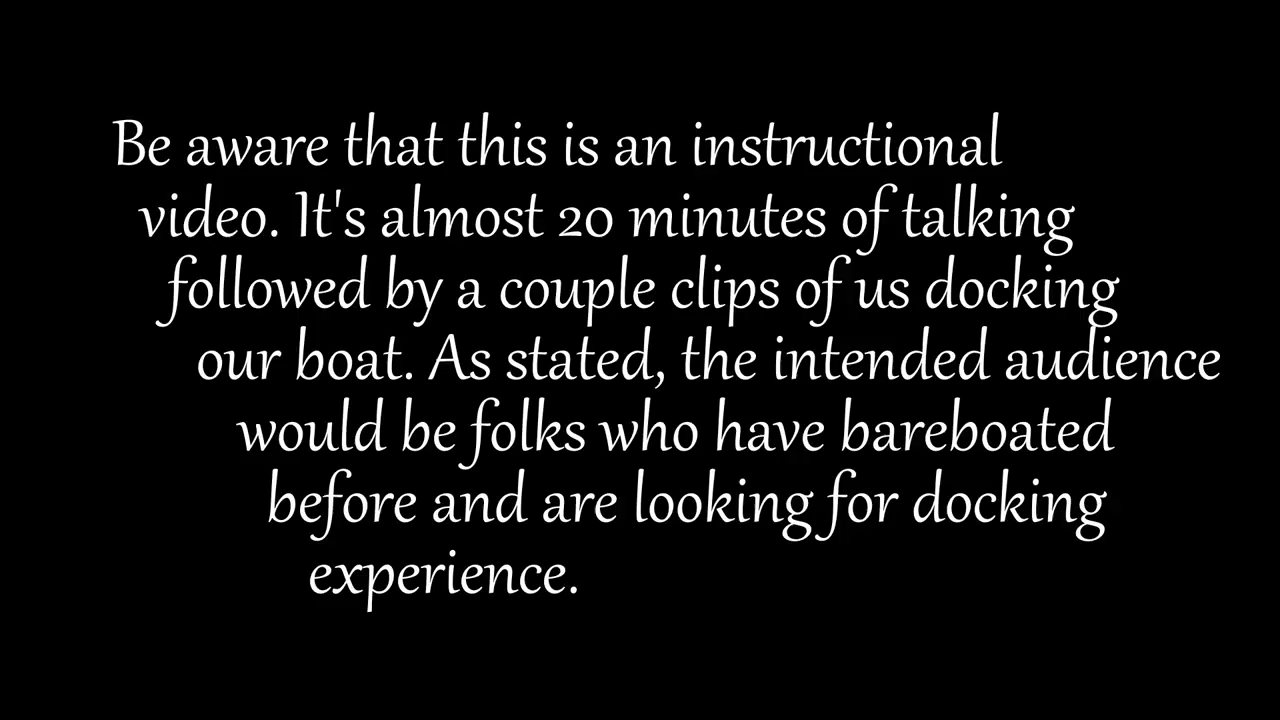 Be aware that this is an instructional
video. It's almost 20 minutes of talking
followed by a couple clips of us docking
our boat. As stated, the intended audience
would be folks who have bareboated
before and are looking for docking
experience.